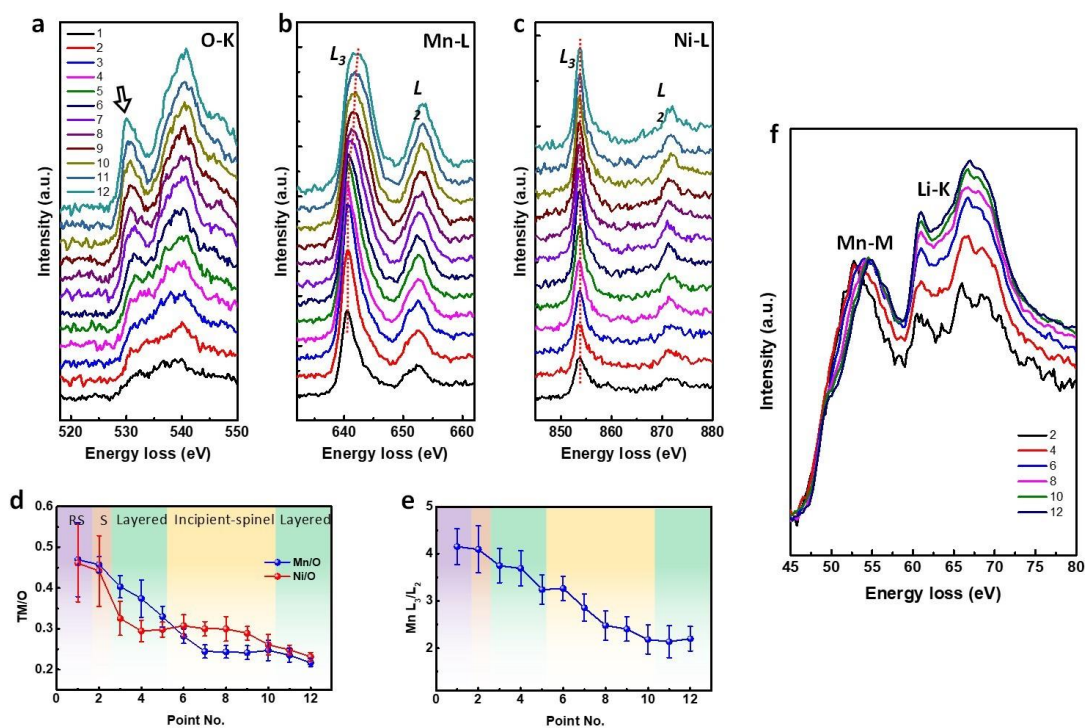 a
O-K
1
2
3
4
5
6
7
8
9
10
11
12
Intensity (a.u.)
520 530 540 550
Energy loss (eV)
b
Mn-L
L3
L
2
Intensity (a.u.)
640 650 660
Energy loss (eV)
c
Ni-L
L3
L
2
Intensity (a.u.)
850 860 870 880
Energy loss (eV)
f
Li-K
Mn-M
Intensity (a.u.)
2
4
6
8
10
12
45 50 55 60 65 70 75 80
Energy loss (eV)
d
RS S Layered Incipient-spinel Layered
Mn/O
Ni/O
TM/O
0.6
0.5
0.4
0.3
0.2
0 2 4 6 8 10 12
Point No.
e
Mn L3/L2
5
4
3
2
0 2 4 6 8 10 12
Point No.